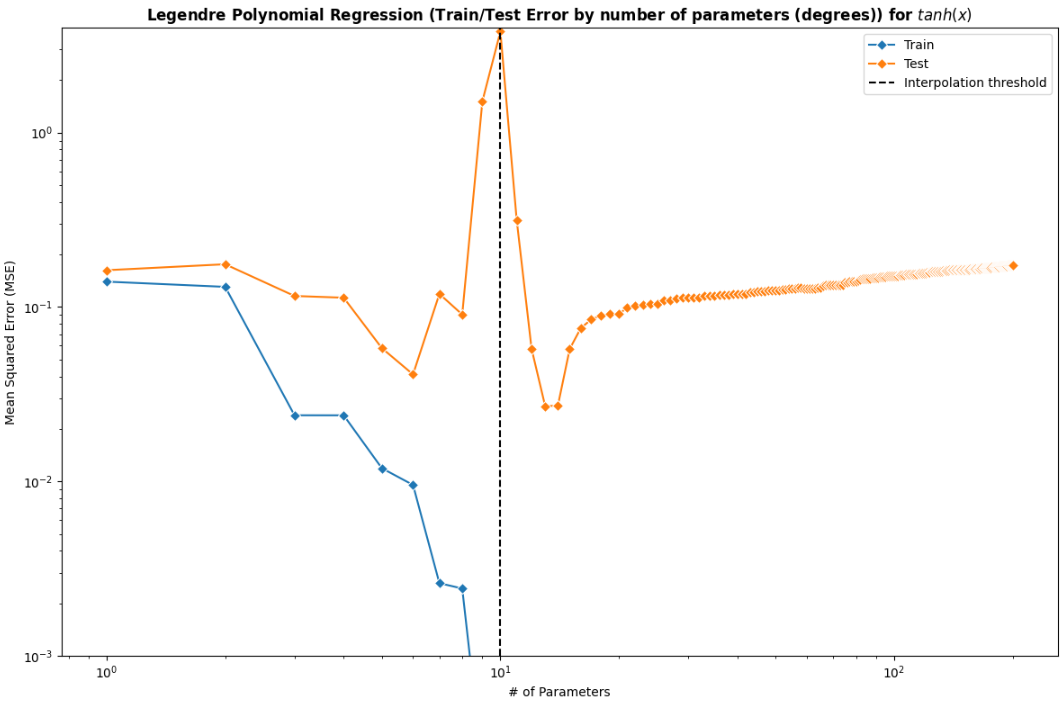 Legendre Polynomial Regression (Train/Test Error by number of parameters (degrees)) for tanh(x)
Train
Test
Interpolation threshold
Mean Squared Error (MSE)
10⁰
10⁻¹
10⁻²
10⁻³
10⁰
10¹
10²
# of Parameters